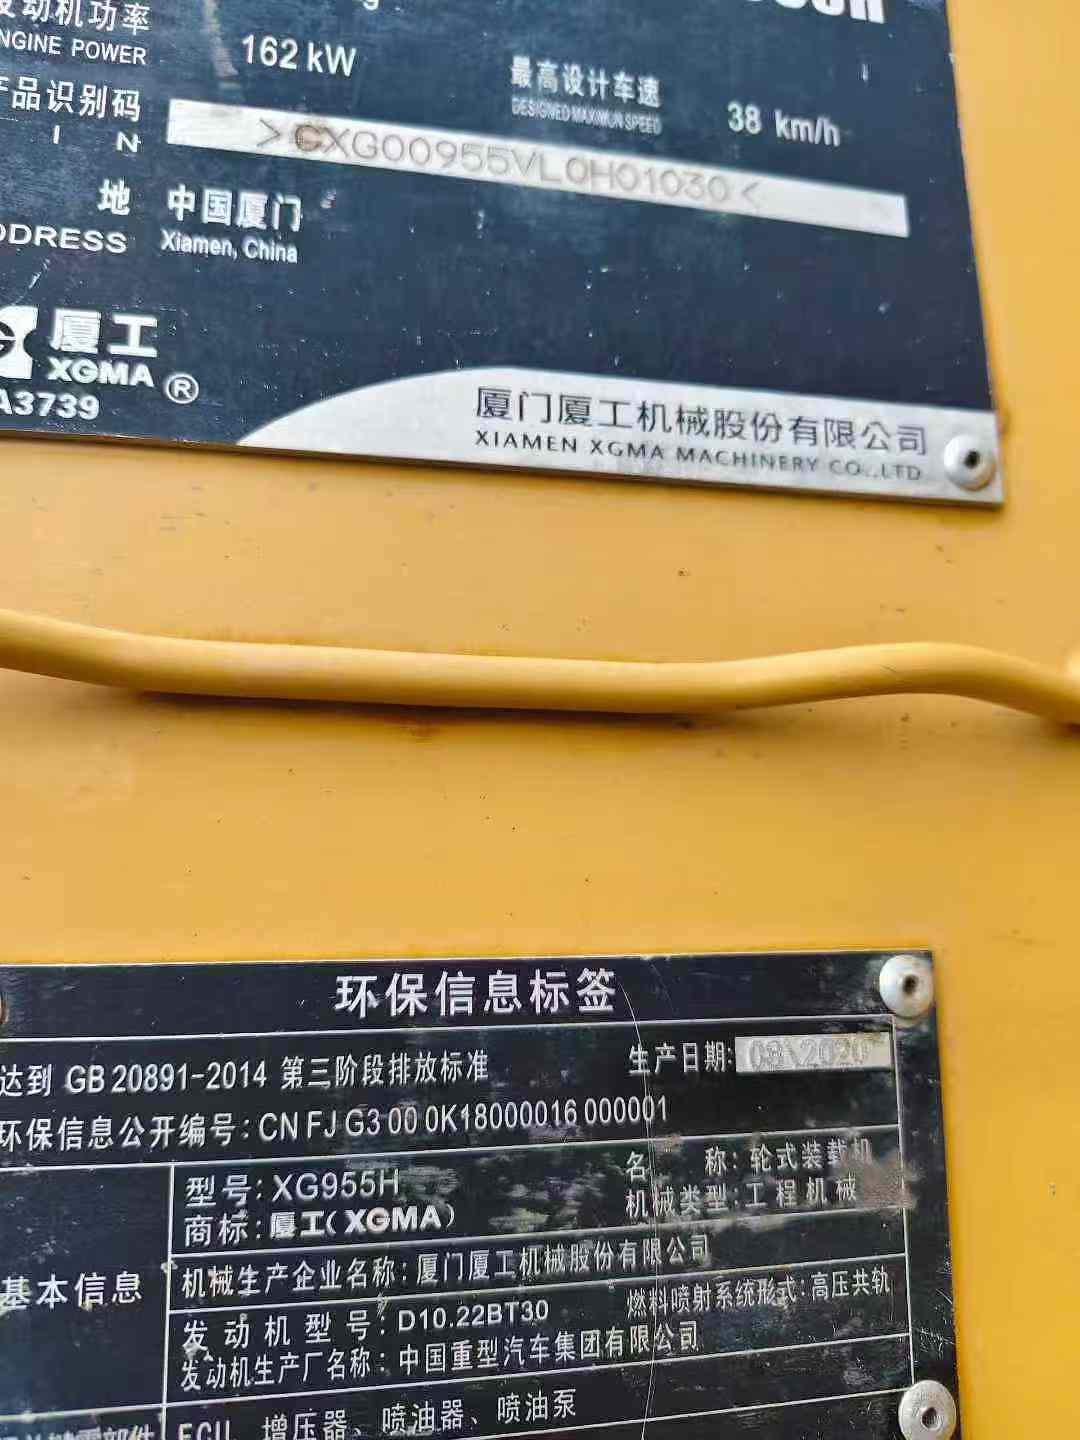 发动机功率
ENGINE POWER
162 kW
最高设计车速
DESIGNED MAXIMUN SPEED
38 km/h
产品识别码
I N
>CXG00955VL0H01030<
地
中国厦门
ADDRESS
Xiamen, China
厦工
XGMA ®
A3739
厦门厦工机械股份有限公司
XIAMEN XGMA MACHINERY CO.,LTD
环保信息标签
达到 GB 20891-2014 第三阶段排放标准
生产日期: 08\2020
环保信息公开编号: CN FJ G3 00 0K18000016 000001
基本信息
型号: XG955H
名 称: 轮式装载机
商标: 厦工(XGMA)
机械类型: 工程机械
机械生产企业名称: 厦门厦工机械股份有限公司
发动机型号: D10.22BT30
燃料喷射系统形式: 高压共轨
发动机生产厂名称: 中国重型汽车集团有限公司
ECU、增压器、喷油器、喷油泵